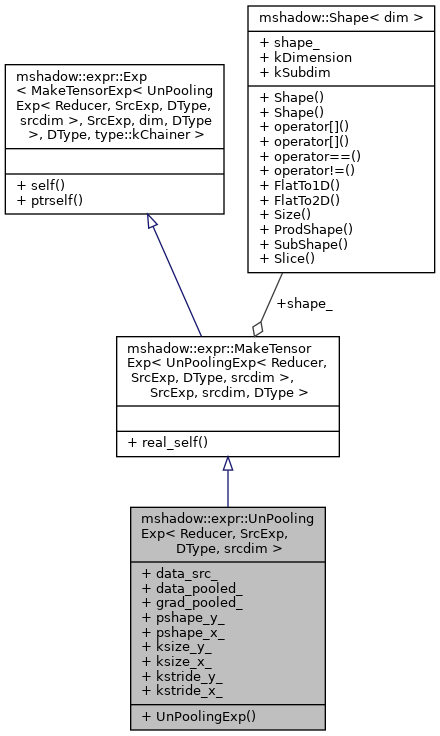 mshadow::expr::Exp
< MakeTensorExp< UnPooling
Exp< Reducer, SrcExp, DType,
srcdim >, SrcExp, dim, DType
>, DType, type::kChainer >
+ self()
+ ptrself()
mshadow::Shape< dim >
+ shape_
+ kDimension
+ kSubdim
+ Shape()
+ Shape()
+ operator[]()
+ operator[]()
+ operator==()
+ operator!=()
+ FlatTo1D()
+ FlatTo2D()
+ Size()
+ ProdShape()
+ SubShape()
+ Slice()
+shape_
mshadow::expr::MakeTensor
Exp< UnPoolingExp< Reducer,
SrcExp, DType, srcdim >,
SrcExp, srcdim, DType >
+ real_self()
mshadow::expr::UnPooling
Exp< Reducer, SrcExp,
DType, srcdim >
+ data_src_
+ data_pooled_
+ grad_pooled_
+ pshape_y_
+ pshape_x_
+ ksize_y_
+ ksize_x_
+ kstride_y_
+ kstride_x_
+ UnPoolingExp()